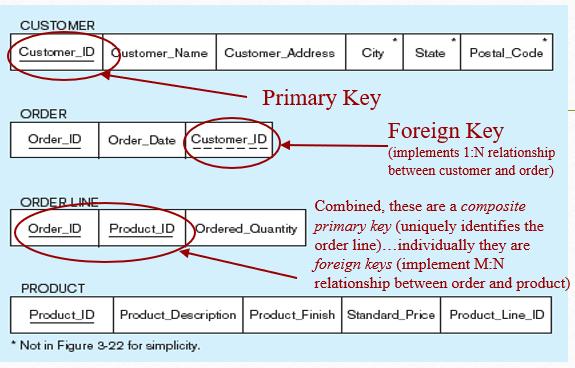 CUSTOMER
Customer_ID Customer_Name Customer_Address City * State * Postal_Code *
Primary Key
ORDER
Order_ID Order_Date Customer_ID
Foreign Key
(implements 1:N relationship
between customer and order)
ORDER LINE
Order_ID Product_ID Ordered_Quantity
Combined, these are a composite
primary key (uniquely identifies the
order line)…individually they are
foreign keys (implement M:N
relationship between order and product)
PRODUCT
Product_ID Product_Description Product_Finish Standard_Price Product_Line_ID
* Not in Figure 3-22 for simplicity.